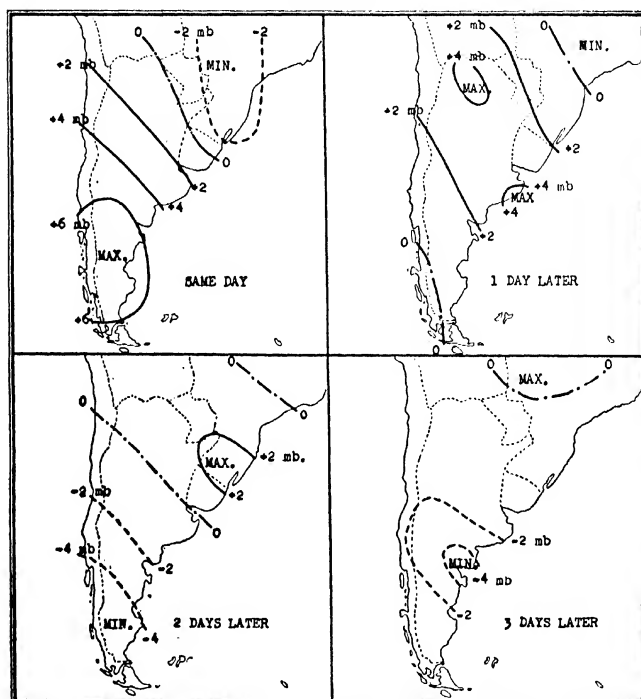 0
-2 mb
-2
MIN.
+2 mb
+4 mb
0
+2
+4
+6 mb
MAX.
SAME DAY
+6
+2 mb
0
+4 mb
MIN.
MAX.
+2 mb
0
+2
+4 mb
MAX
+4
+2
0
1 DAY LATER
0
0
0
0
+2 mb.
MAX.
+2
-2 mb
0
-4 mb
-2
MIN.
2 DAYS LATER
-4
0
0
MAX.
-2 mb
MIN.
-4 mb
-2
3 DAYS LATER